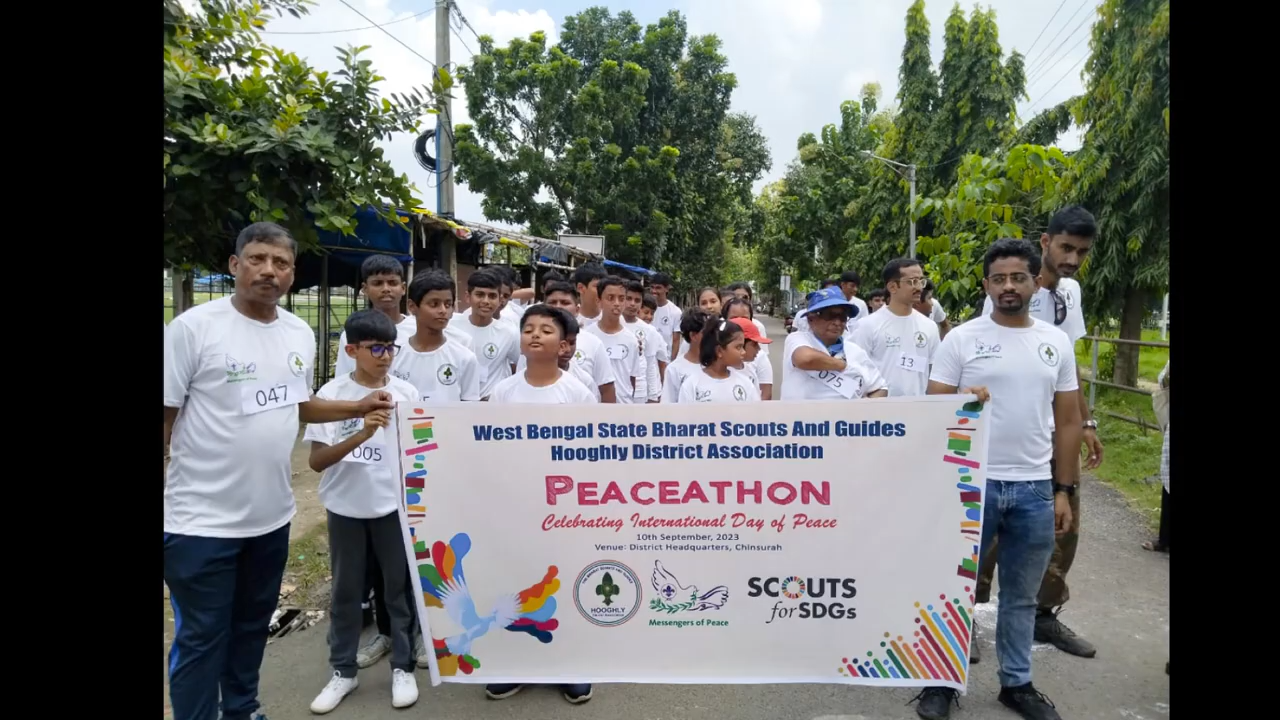 West Bengal State Bharat Scouts And Guides
Hooghly District Association
PEACEATHON
Celebrating International Day of Peace
10th September, 2023
Venue: District Headquarters, Chinsurah
HOOGHLY
Messengers of Peace
SCOUTS
for SDGs
047
005
075
13